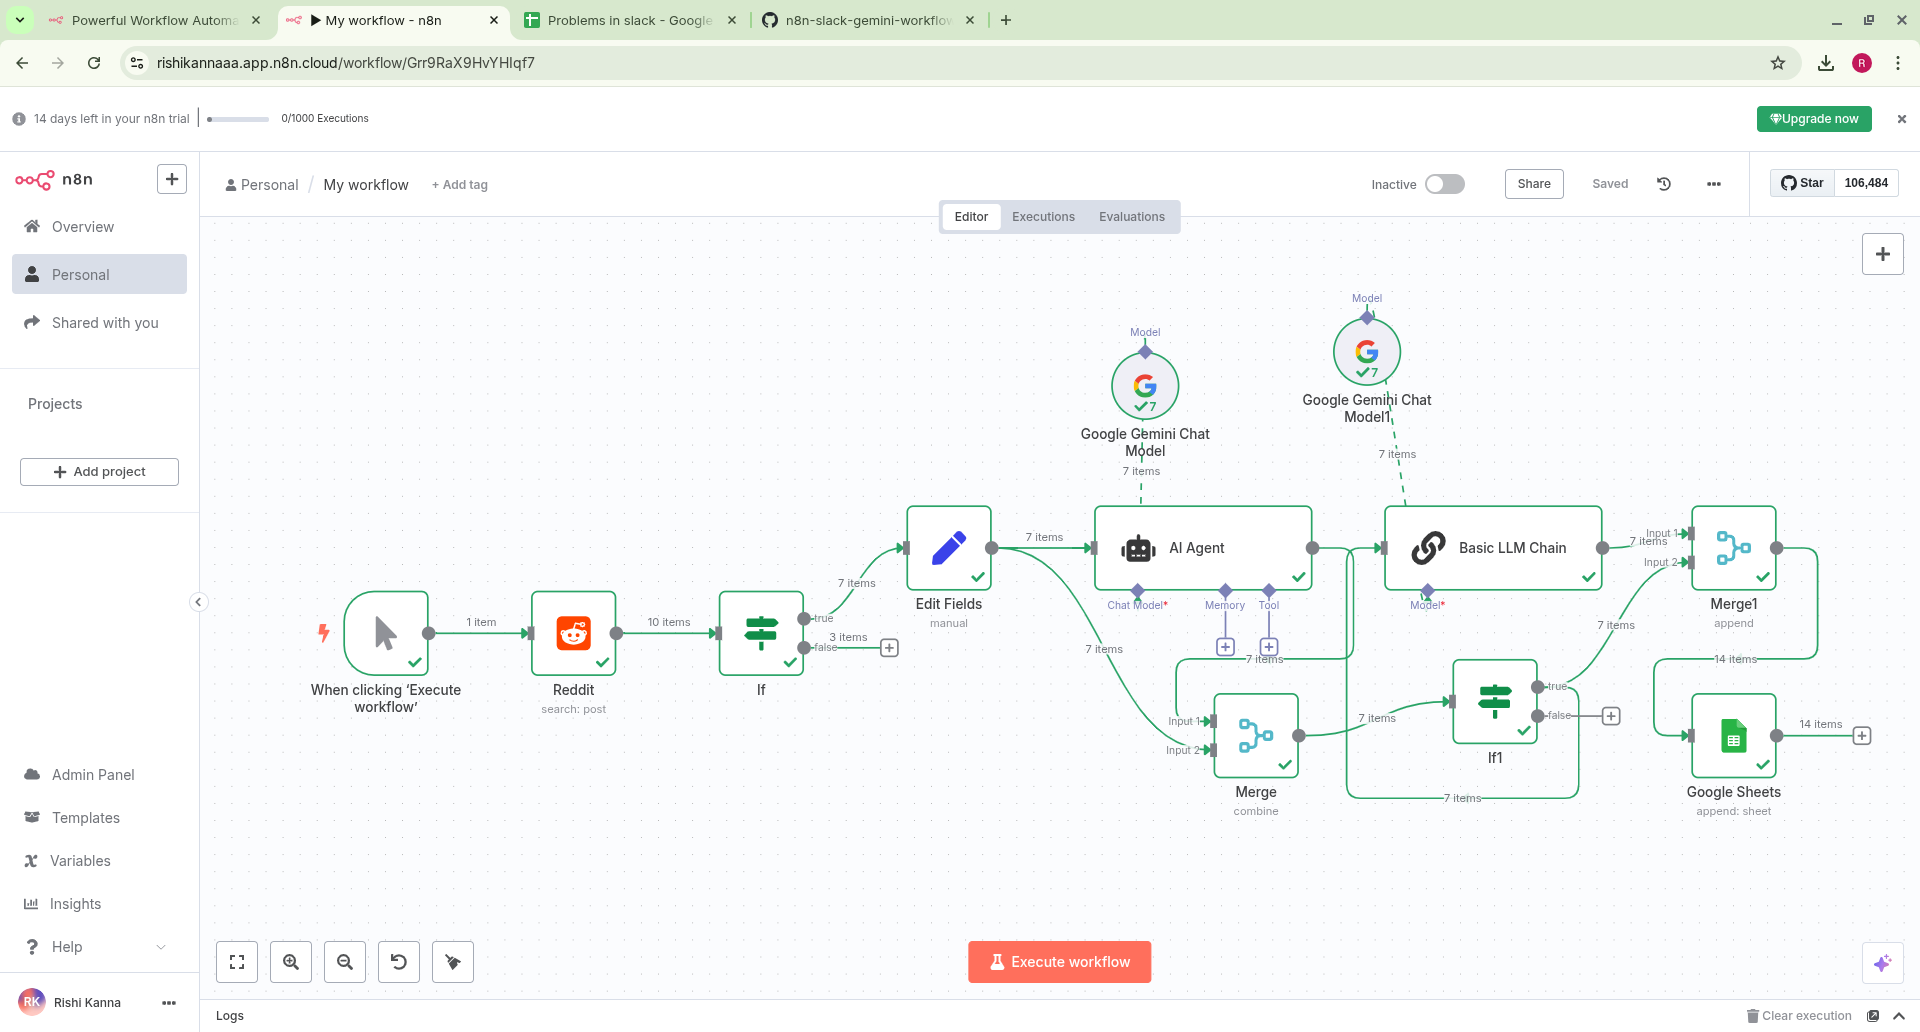 Powerful Workflow Automa
My workflow - n8n
Problems in slack - Google
n8n-slack-gemini-workflow
rishikannaaa.app.n8n.cloud/workflow/Grr9RaX9HvYHIqf7
R
14 days left in your n8n trial
0/1000 Executions
Upgrade now
n8n
Personal / My workflow
+ Add tag
Inactive
Share
Saved
Star
106,484
Editor
Executions
Evaluations
Overview
Personal
Shared with you
Projects
Add project
Admin Panel
Templates
Variables
Insights
Help
RK
Rishi Kanna
Model
7
Google Gemini Chat
Model
7 items
Model
7
Google Gemini Chat
Model1
7 items
When clicking ‘Execute
workflow’
1 item
Reddit
search: post
10 items
If
true
false
7 items
3 items
Edit Fields
manual
7 items
7 items
AI Agent
Chat Model*
Memory
Tool
7 items
Input 1
Input 2
Merge
combine
7 items
If1
true
false
7 items
7 items
Basic LLM Chain
Model*
7 items
Input 1
Input 2
Merge1
append
14 items
Google Sheets
append: sheet
14 items
Execute workflow
Logs
Clear execution